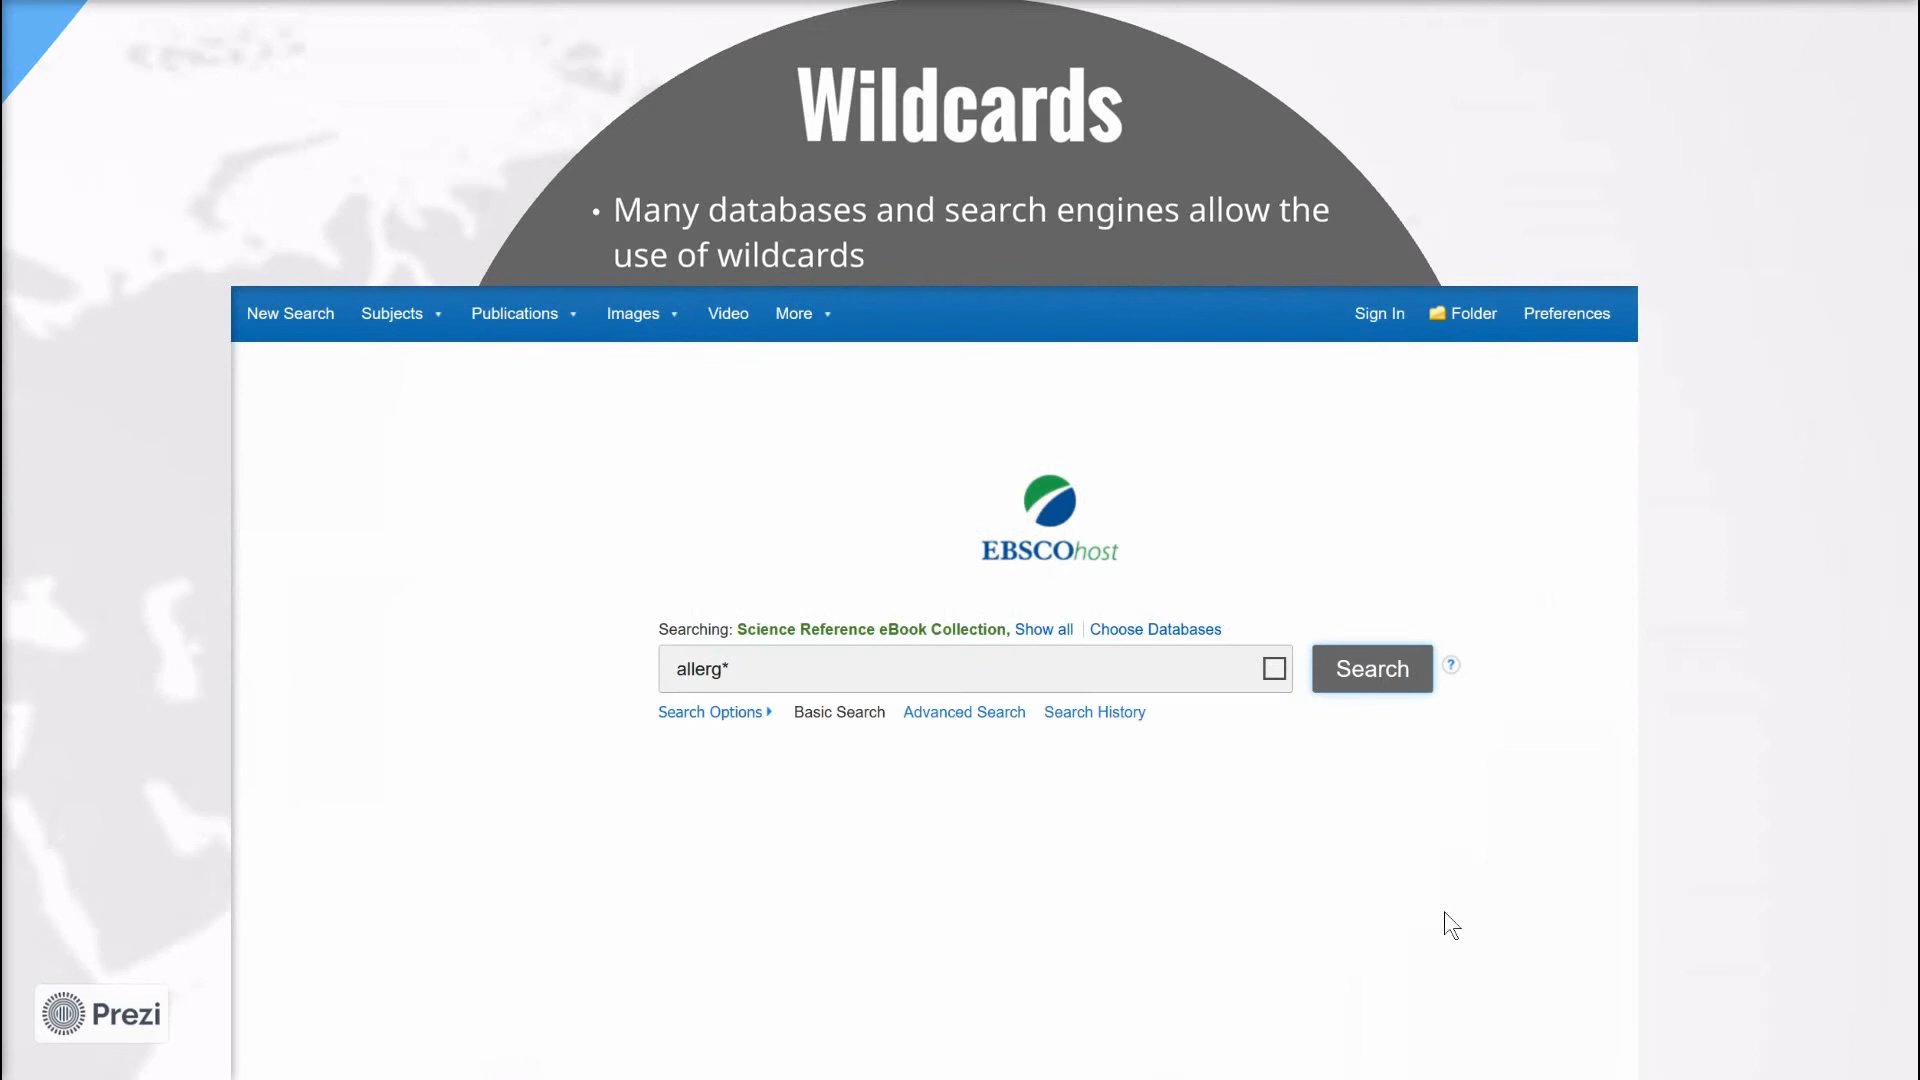 Wildcards
• Many databases and search engines allow the
use of wildcards
New Search Subjects Publications Images Video More Sign In Folder Preferences
EBSCOhost
Searching: Science Reference eBook Collection, Show all Choose Databases
allerg* Search ?
Search Options Basic Search Advanced Search Search History
Prezi